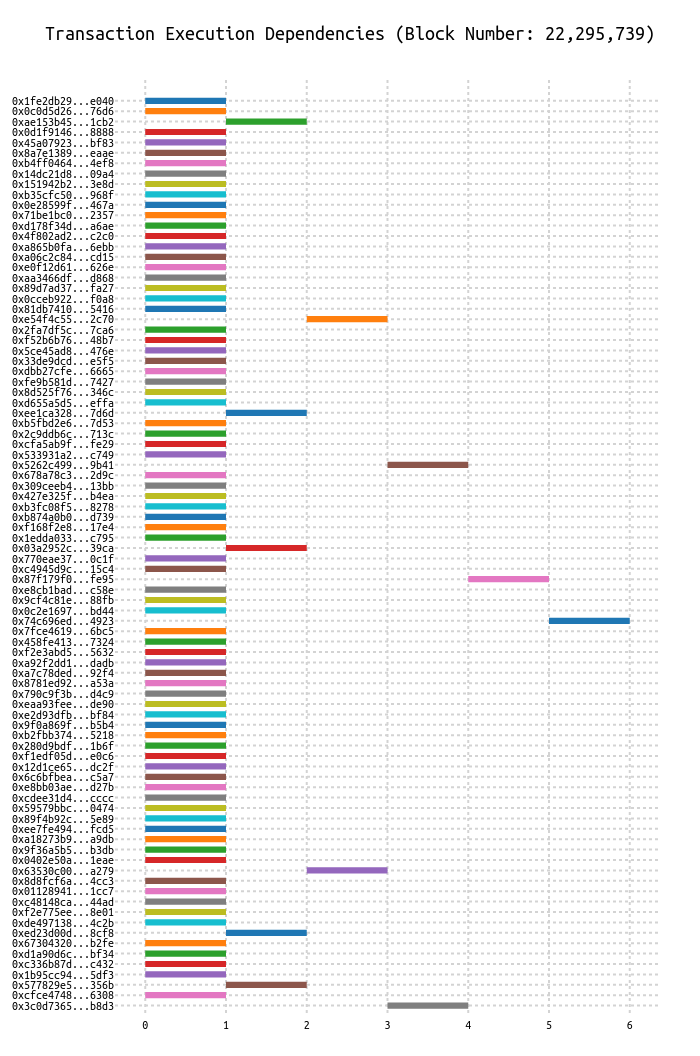 Transaction Execution Dependencies (Block Number: 22,295,739)
0x1fe2db29...e040
0x0c0d5d26...76d6
0xae153b45...1cb2
0x0d1f9146...8888
0x45a07923...bf83
0x8a7e1389...eaae
0xb4ff0464...4ef8
0x14dc21d8...09a4
0x151942b2...3e8d
0xb35cfc50...968f
0x0e28599f...467a
0x71be1bc0...2357
0xd178f34d...a6ae
0x4f802ad2...c2c0
0xa865b0fa...6ebb
0xa06c2c84...cd15
0xe0f12d61...626e
0xaa3466df...d868
0x89d7ad37...fa27
0x0cceb922...f0a8
0x81db7410...5416
0xe54f4c55...2c70
0x2fa7df5c...7ca6
0xf52b6b76...48b7
0x5ce45ad8...476e
0x33de9dcd...e5f5
0xdbb27cfe...6665
0xfe9b581d...7427
0x8d525f76...346c
0xd655a5d5...effa
0xee1ca328...7d6d
0xb5fbd2e6...7d53
0x2c9ddb6c...713c
0xcfa5ab9f...fe29
0x533931a2...c749
0x5262c499...9b41
0x678a78c3...2d9c
0x309ceeb4...13bb
0x427e325f...b4ea
0xb3fc08f5...8278
0xb874a0b0...d739
0xf168f2e8...17e4
0x1edda033...c795
0x03a2952c...39ca
0x770eae37...0c1f
0xc4945d9c...15c4
0x87f179f0...fe95
0xe8cb1bad...c58e
0x9cf4c81e...88fb
0x0c2e1697...bd44
0x74c696ed...4923
0x7fce4619...6bc5
0x458fe413...7324
0xf2e3abd5...5632
0xa92f2dd1...dadb
0xa7c78ded...92f4
0x8781ed92...a53a
0x790c9f3b...d4c9
0xeaa93fee...de90
0xe2d93dfb...bf84
0x9f0a869f...b5b4
0xb2fbb374...5218
0x280d9bdf...1b6f
0xf1edf05d...e0c6
0x12d1ce65...dc2f
0x6c6bfbea...c5a7
0xe8bb03ae...d27b
0xcdee31d4...cccc
0x59579bbc...0474
0x89f4b92c...5e89
0xee7fe494...fcd5
0xa18273b9...a9db
0x9f36a5b5...b3db
0x0402e50a...1eae
0x63530c00...a279
0x8d8fcf6a...4cc3
0x01128941...1cc7
0xc48148ca...44ad
0xf2e775ee...8e01
0xde497138...4c2b
0xed23d00d...8cf8
0x67304320...b2fe
0xd1a90d6c...bf34
0xc336b87d...c432
0x1b95cc94...5df3
0x577829e5...356b
0xcfce4748...6308
0x3c0d7365...b8d3
0 1 2 3 4 5 6